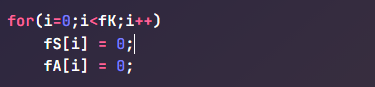 for(i=0;i<fK;i++)
    fS[i] = 0;
    fA[i] = 0;